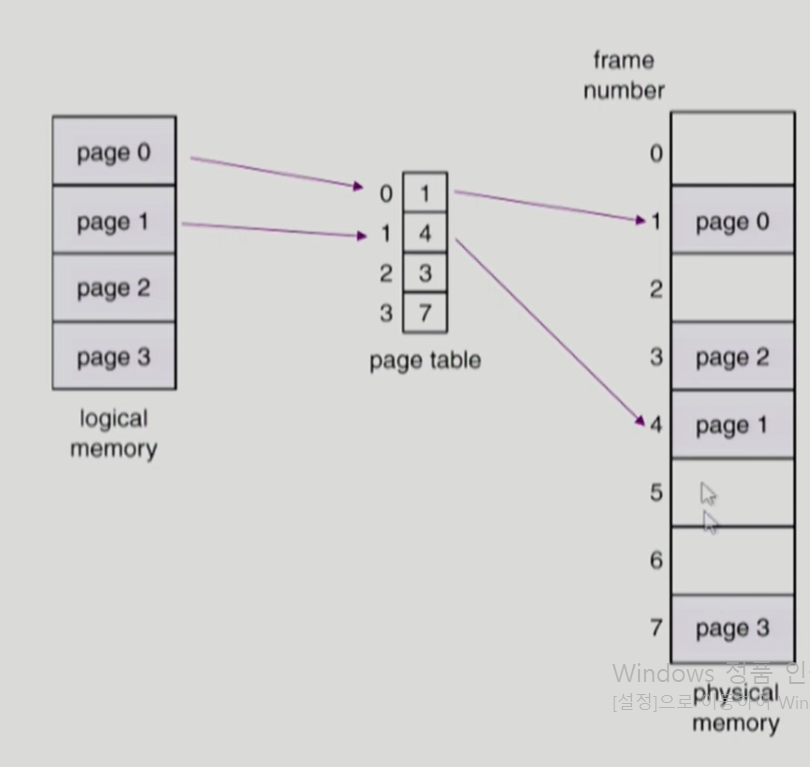 frame
number
page 0
page 1
page 2
page 3
logical
memory
0 1
1 4
2 3
3 7
page table
0
1 page 0
2
3 page 2
4 page 1
5
6
7 page 3
Windows 정품 인
[설정]으로 이동하여 Win
physical
memory